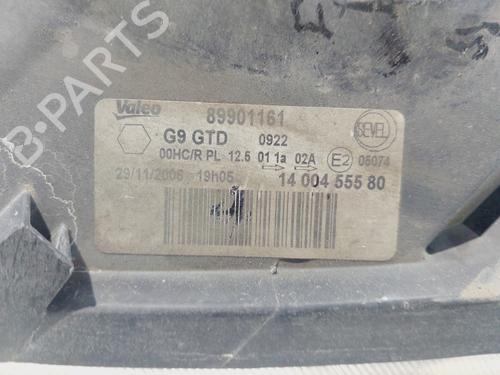 Valeo 89901161 SEVEL
G9 GTD 0922
00HC/R PL 12.5 01 1a 02A E2 05074
29/11/2006 19h05 14 004 555 80
B-PARTS